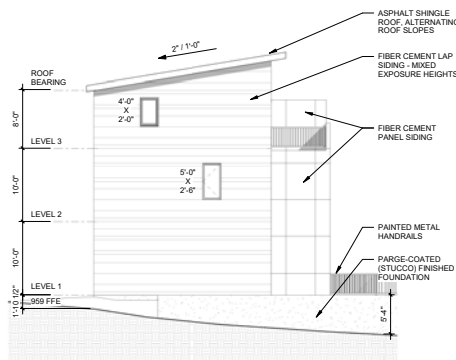 ASPHALT SHINGLE
ROOF, ALTERNATING
ROOF SLOPES
2" / 1'-0"
FIBER CEMENT LAP
SIDING - MIXED
EXPOSURE HEIGHTS
ROOF
BEARING
4'-0"
X
2'-0"
8'-0"
FIBER CEMENT
PANEL SIDING
LEVEL 3
5'-0"
X
2'-6"
10'-0"
LEVEL 2
PAINTED METAL
HANDRAILS
10'-0"
PARGE-COATED
(STUCCO) FINISHED
FOUNDATION
LEVEL 1
959 FFE
5'-4"